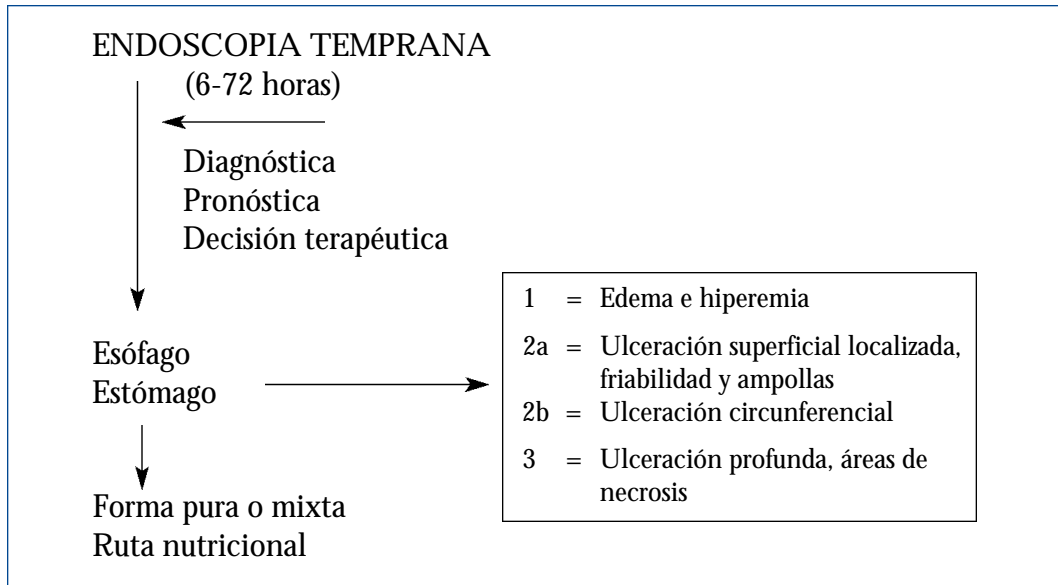 ENDOSCOPIA TEMPRANA
(6-72 horas)
Diagnóstica
Pronóstica
Decisión terapéutica
Esófago
Estómago
1 = Edema e hiperemia
2a = Ulceración superficial localizada,
friabilidad y ampollas
2b = Ulceración circunferencial
3 = Ulceración profunda, áreas de
necrosis
Forma pura o mixta
Ruta nutricional